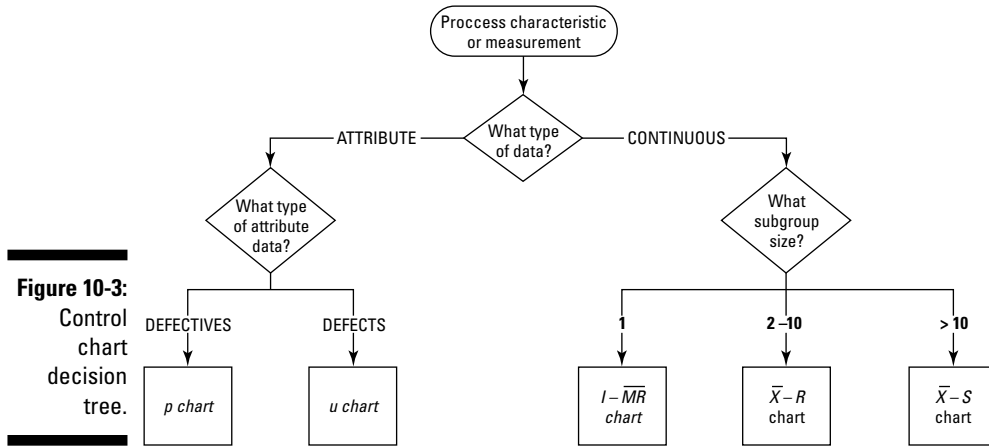 Proccess characteristic
or measurement
What type
of data?
ATTRIBUTE
CONTINUOUS
What type
of attribute
data?
What
subgroup
size?
Figure 10-3:
Control
chart
decision
tree.
DEFECTIVES
DEFECTS
1
2 –10
> 10
p chart
u chart
I – M̅R̅
chart
X̅ – R
chart
X̅ – S
chart